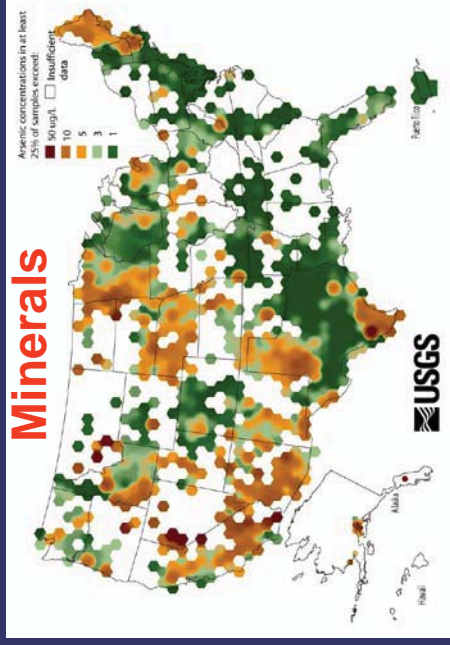 Minerals
Arsenic concentrations in at least
25% of samples exceed:
50 ug/L
10
5
3
1
Insufficient
data
Puerto Rico
USGS
Alaska
Hawaii